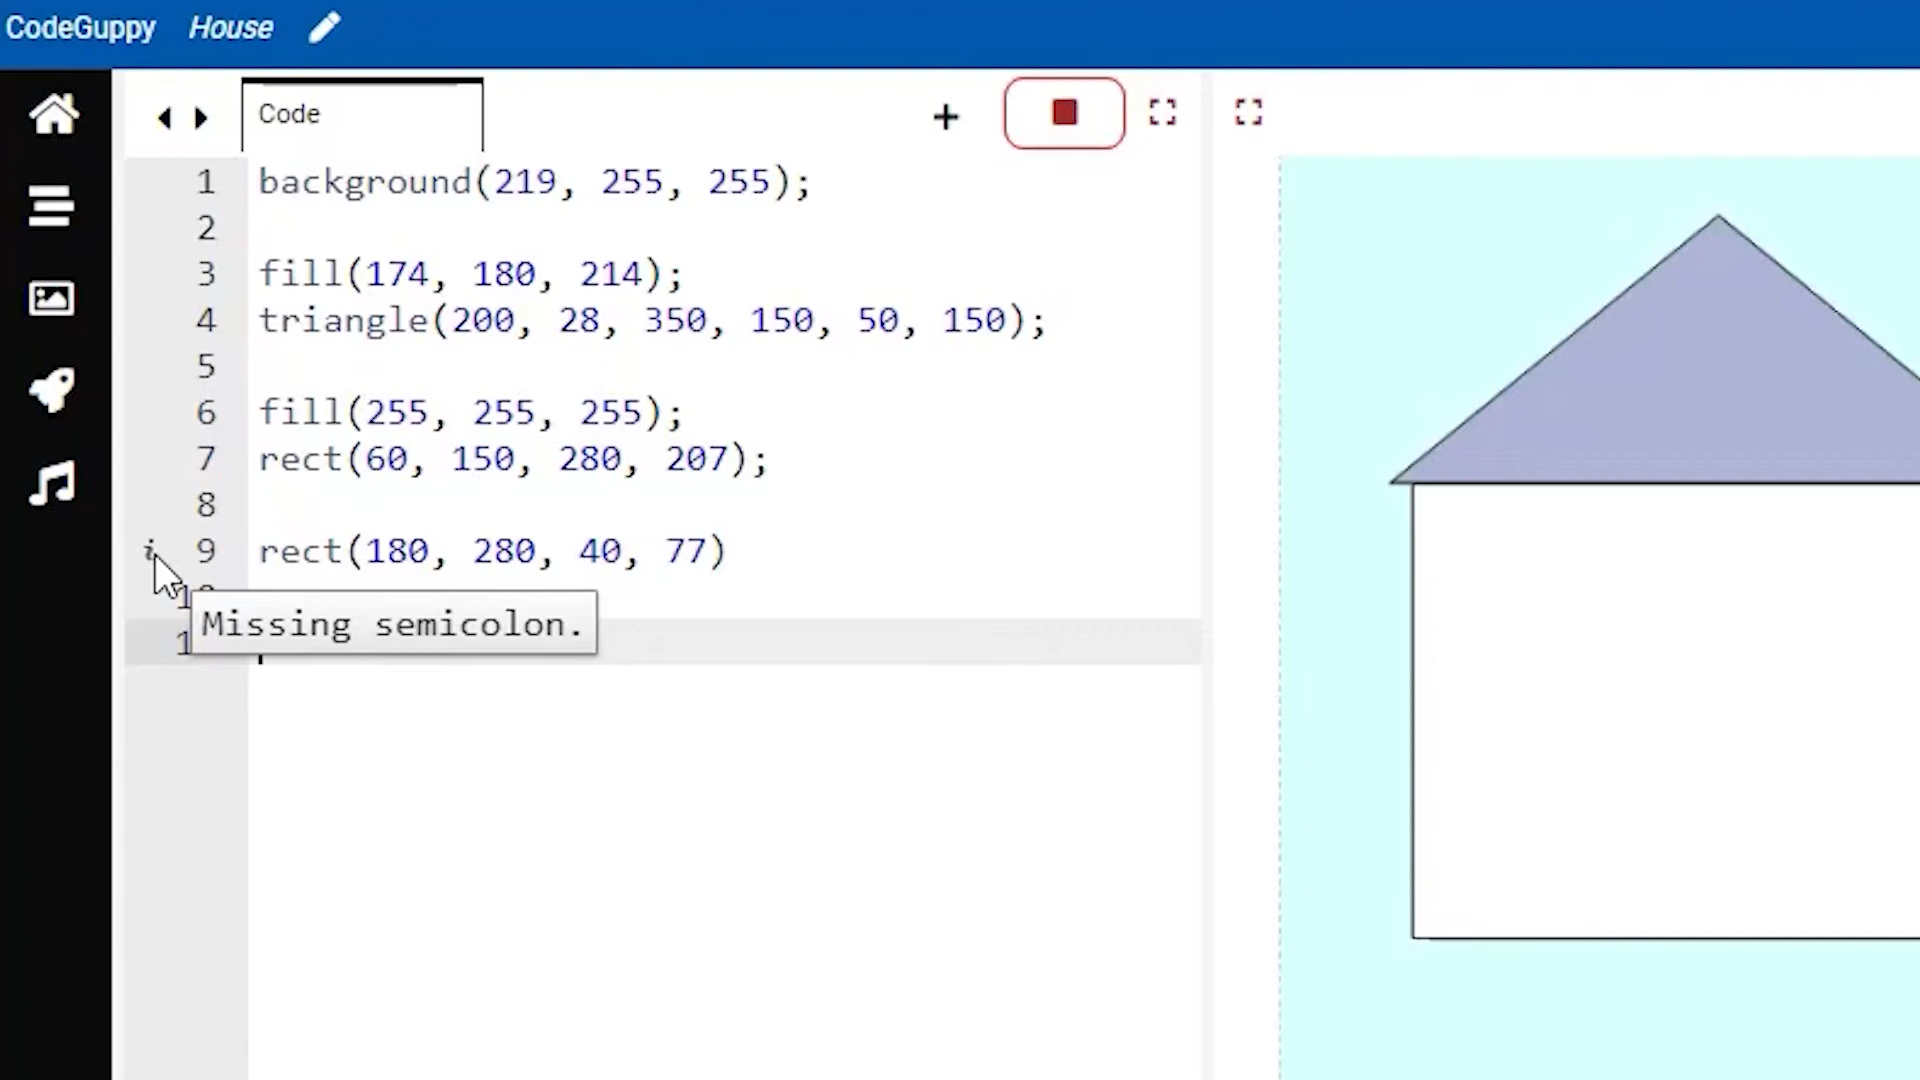 CodeGuppy House
Code
1 background(219, 255, 255);
2
3 fill(174, 180, 214);
4 triangle(200, 28, 350, 150, 50, 150);
5
6 fill(255, 255, 255);
7 rect(60, 150, 280, 207);
8
i 9 rect(180, 280, 40, 77)
Missing semicolon.